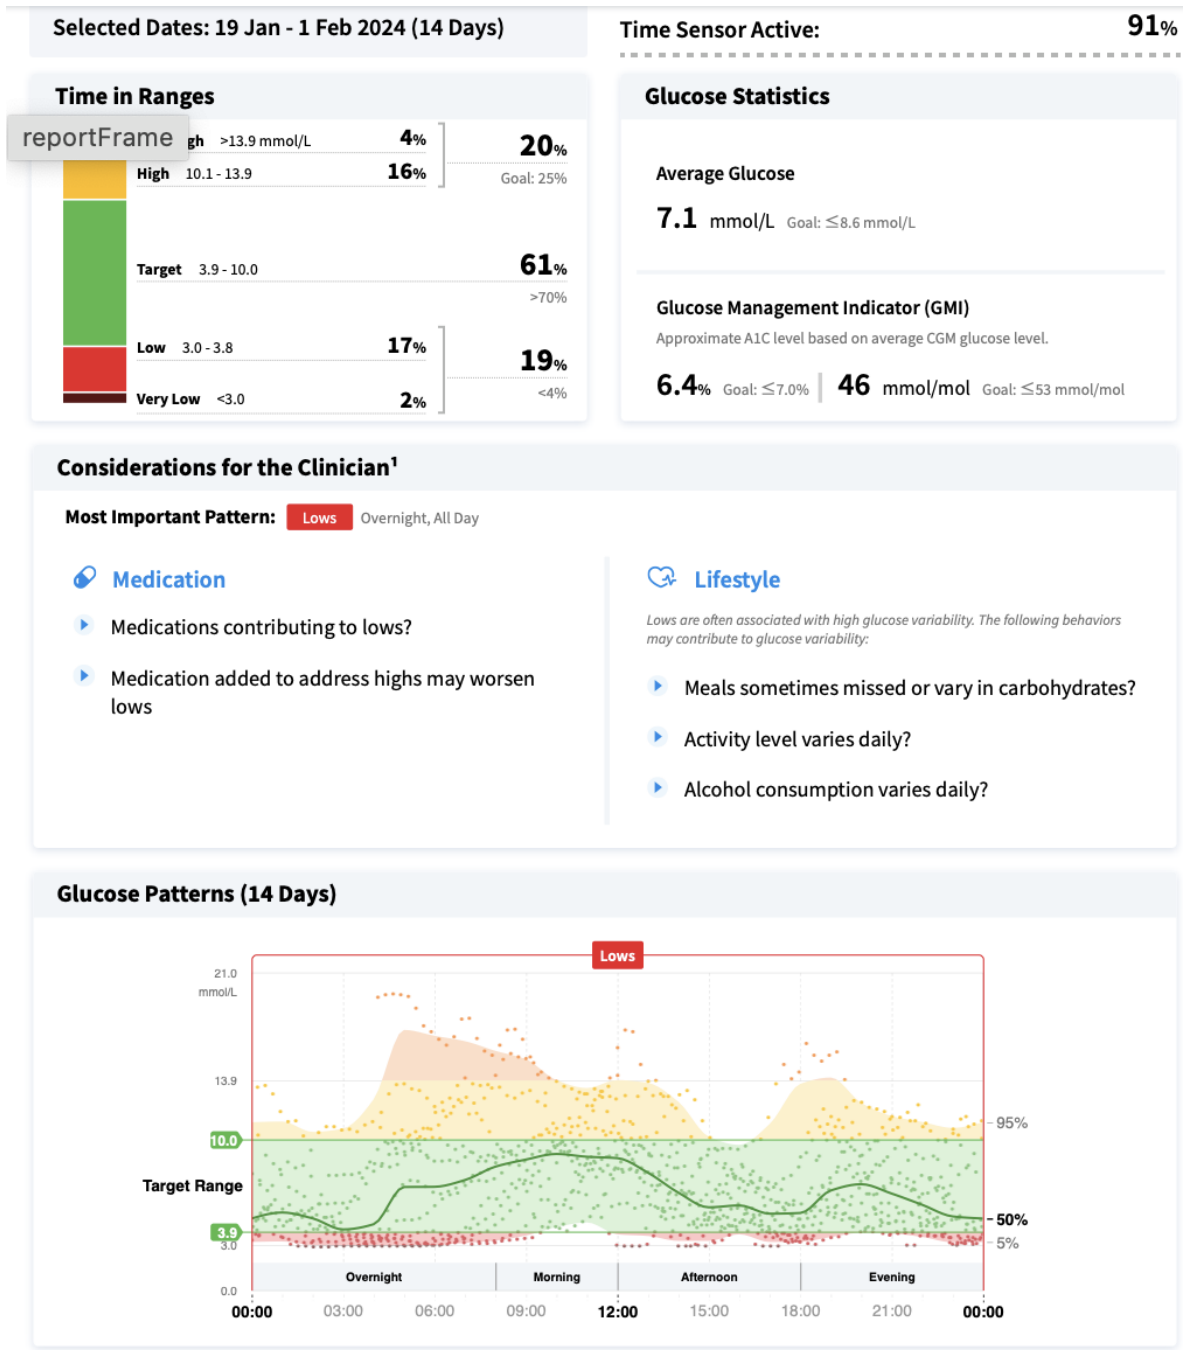 Selected Dates: 19 Jan - 1 Feb 2024 (14 Days)
Time Sensor Active: 91%
Time in Ranges
reportFrame
gh >13.9 mmol/L 4%
High 10.1 - 13.9 16%
20%
Goal: 25%
Target 3.9 - 10.0 61%
>70%
Low 3.0 - 3.8 17%
Very Low <3.0 2%
19%
<4%
Glucose Statistics
Average Glucose
7.1 mmol/L Goal: ≤8.6 mmol/L
Glucose Management Indicator (GMI)
Approximate A1C level based on average CGM glucose level.
6.4% Goal: ≤7.0% | 46 mmol/mol Goal: ≤53 mmol/mol
Considerations for the Clinician¹
Most Important Pattern: Lows Overnight, All Day
Medication
Medications contributing to lows?
Medication added to address highs may worsen
lows
Lifestyle
Lows are often associated with high glucose variability. The following behaviors
may contribute to glucose variability:
Meals sometimes missed or vary in carbohydrates?
Activity level varies daily?
Alcohol consumption varies daily?
Glucose Patterns (14 Days)
Lows
21.0
mmol/L
13.9
10.0
Target Range
3.9
3.0
0.0
95%
50%
5%
Overnight Morning Afternoon Evening
00:00 03:00 06:00 09:00 12:00 15:00 18:00 21:00 00:00